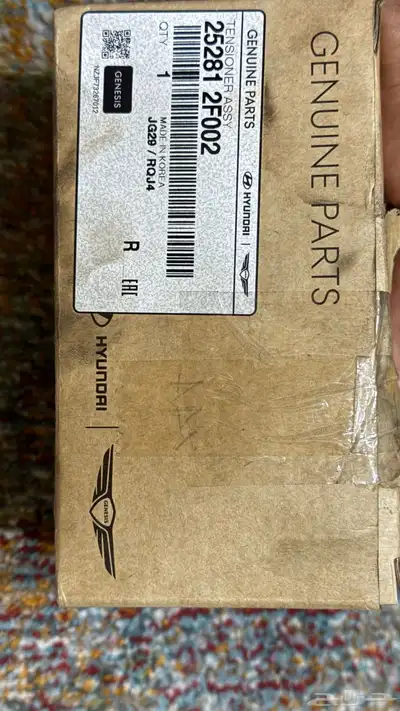 GENUINE PARTS
GENUINE PARTS
HYUNDAI
TENSIONER ASSY
25281 2F002
QTY 1
MADE IN KOREA
JG29 / RQJ4
R
EAC
GENESIS
HYUNDAI
GENESIS